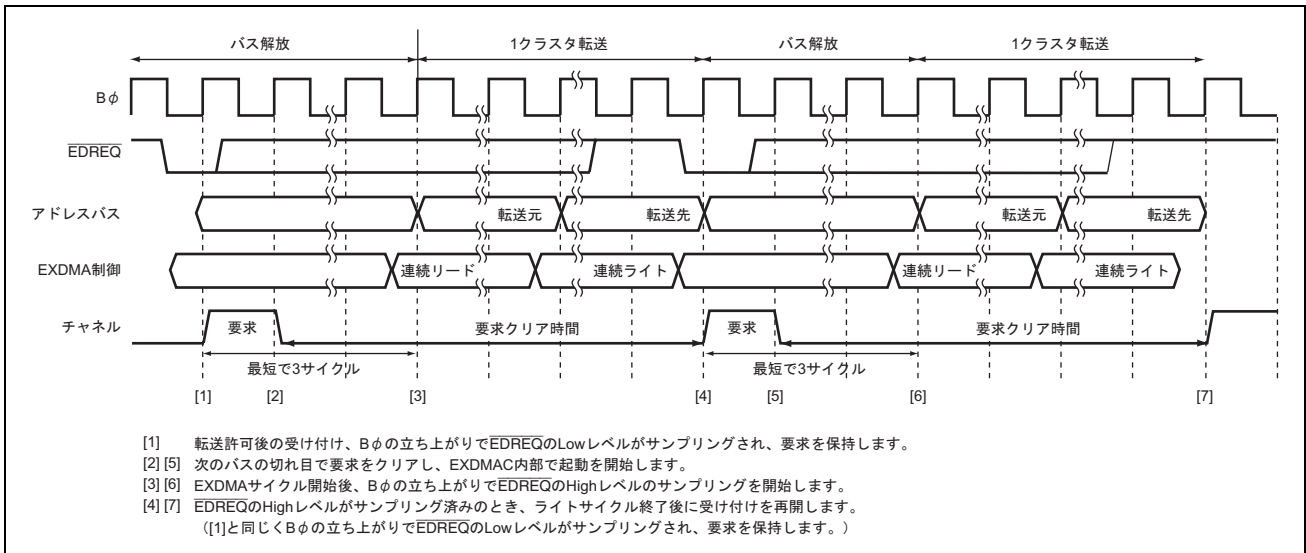 バス解放 1クラスタ転送 バス解放 1クラスタ転送
Bφ
EDREQ
アドレスバス 転送元 転送先 転送元 転送先
EXDMA制御 連続リード 連続ライト 連続リード 連続ライト
チャネル 要求 要求クリア時間 要求 要求クリア時間
最短で3サイクル 最短で3サイクル
[1] [2] [3] [4] [5] [6] [7]
[1] 転送許可後の受け付け、Bφの立ち上がりでEDREQのLowレベルがサンプリングされ、要求を保持します。
[2] [5] 次のバスの切れ目で要求をクリアし、EXDMAC内部で起動を開始します。
[3] [6] EXDMAサイクル開始後、Bφの立ち上がりでEDREQのHighレベルのサンプリングを開始します。
[4] [7] EDREQのHighレベルがサンプリング済みのとき、ライトサイクル終了後に受け付けを再開します。
（[1]と同じくBφの立ち上がりでEDREQのLowレベルがサンプリングされ、要求を保持します。）